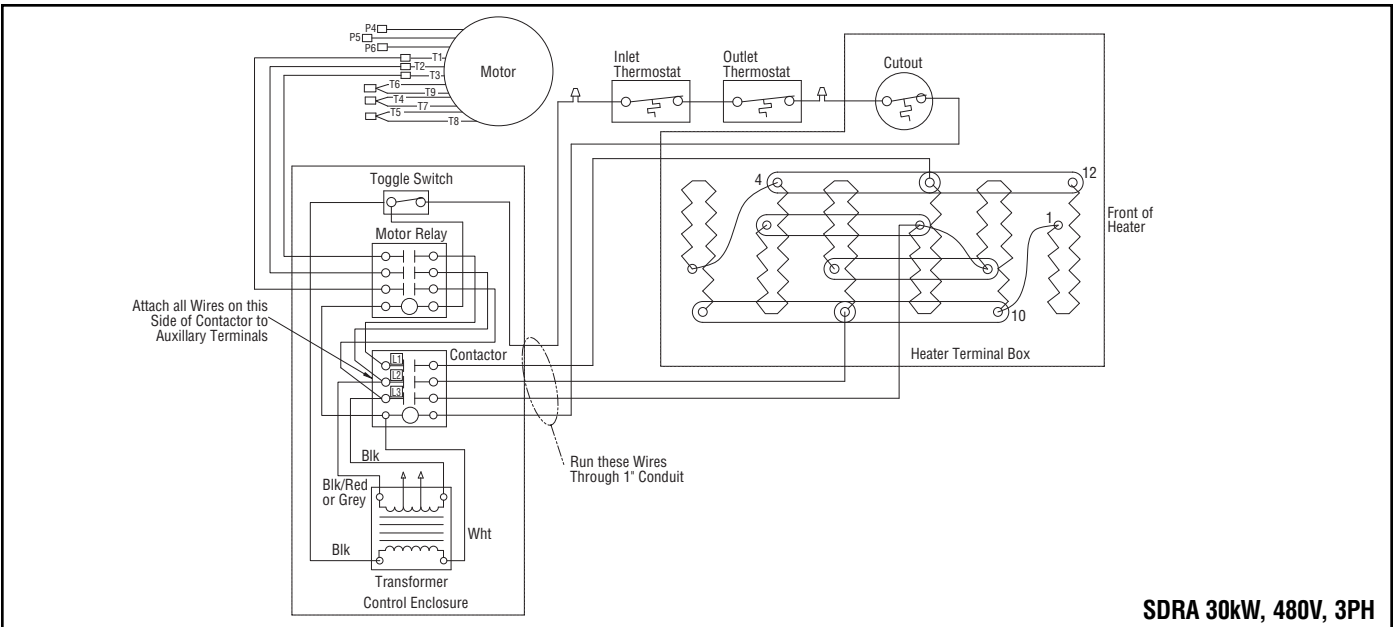 P4
P5
P6
T1
T2
T3
T6
T9
T4
T7
T5
T8
Motor
Inlet
Thermostat
Outlet
Thermostat
Cutout
Toggle Switch
Motor Relay
4
12
1
10
Front of
Heater
Attach all Wires on this
Side of Contactor to
Auxillary Terminals
L1
L2
L3
Contactor
Heater Terminal Box
Run these Wires
Through 1" Conduit
Blk
Blk/Red
or Grey
Wht
Blk
Transformer
Control Enclosure
SDRA 30kW, 480V, 3PH